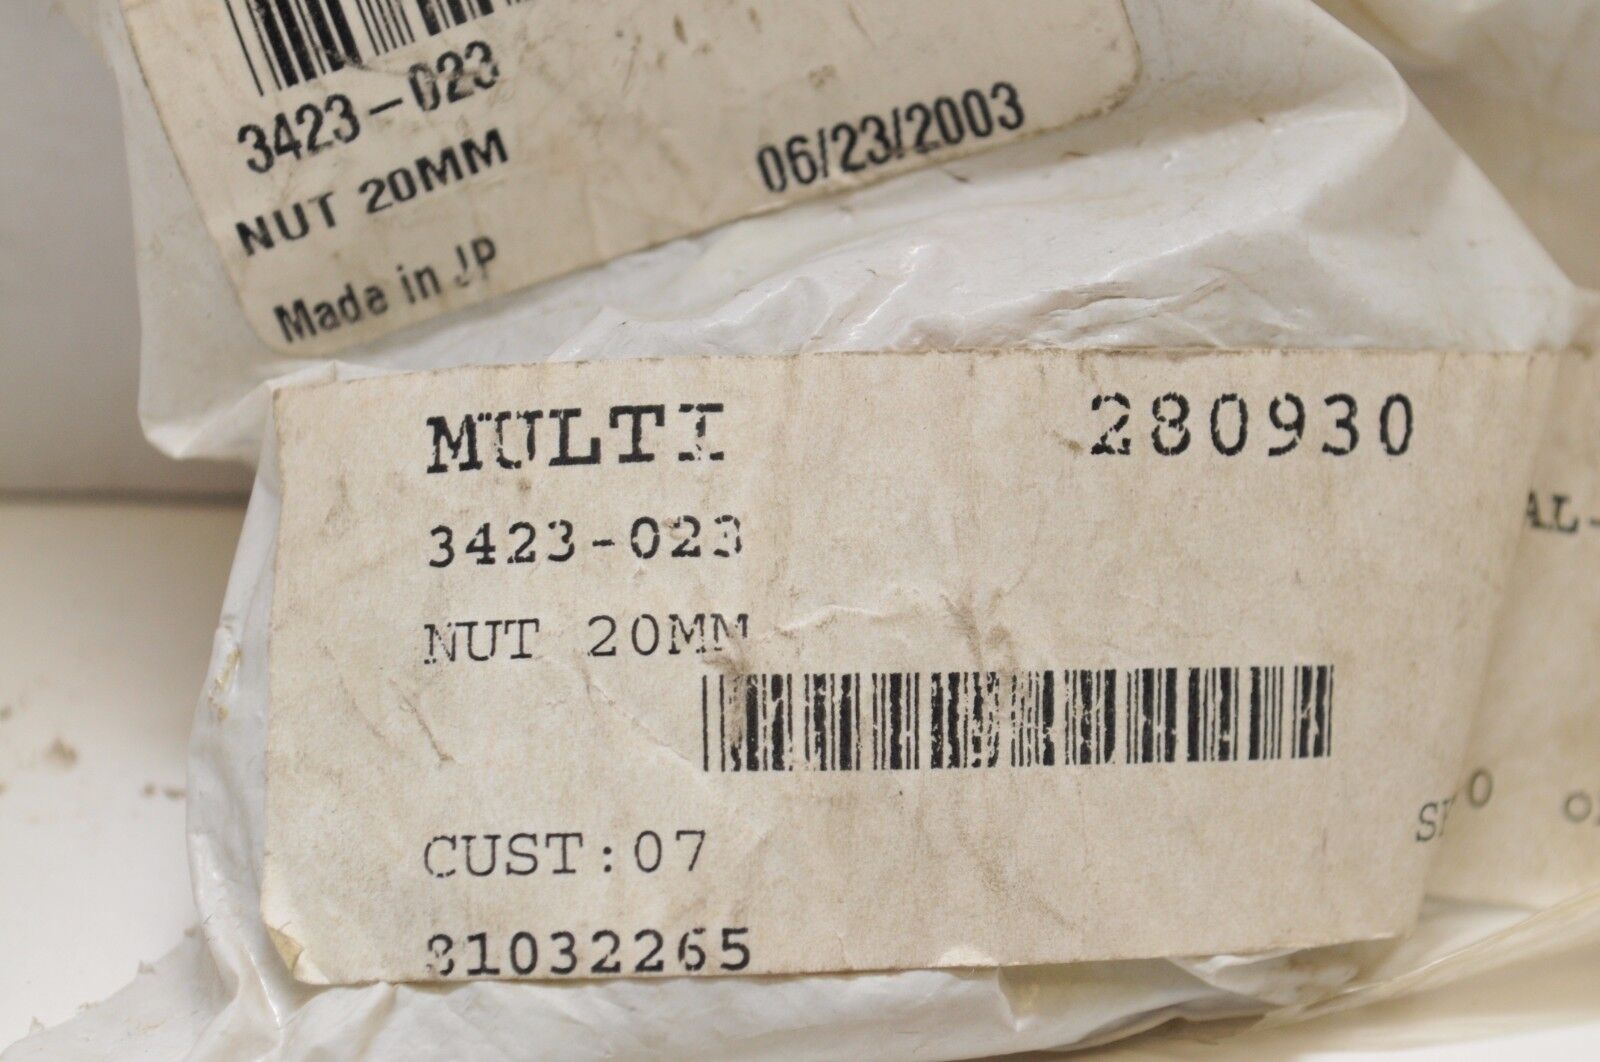 3423-023
NUT 20MM
06/23/2003
Made in JP
MULTI 280930
3423-023
NUT 20MM
CUST:07
81032265